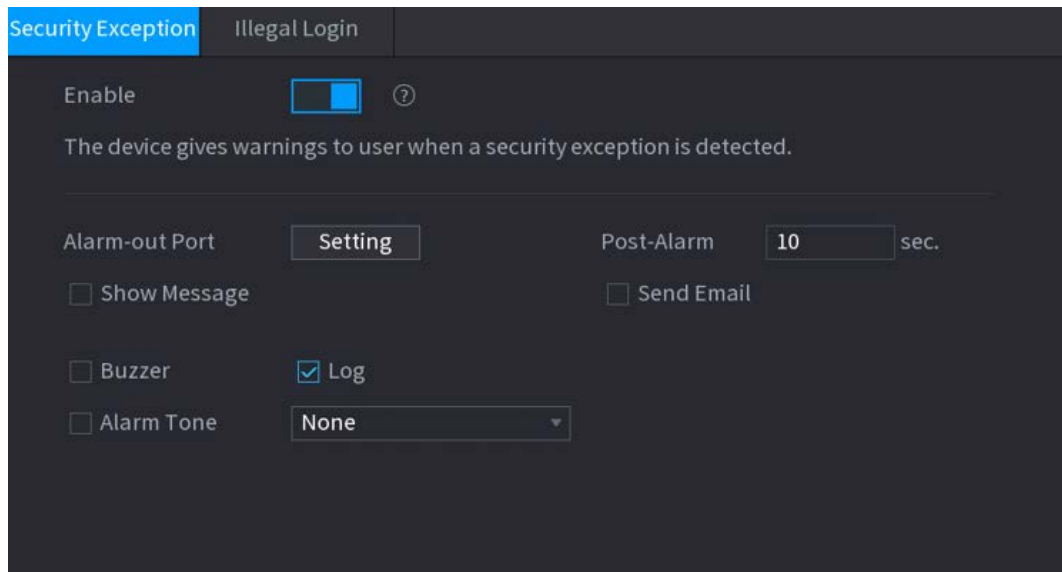 Security Exception Illegal Login
Enable ?
The device gives warnings to user when a security exception is detected.
Alarm-out Port Setting Post-Alarm 10 sec.
Show Message Send Email
Buzzer Log
Alarm Tone None